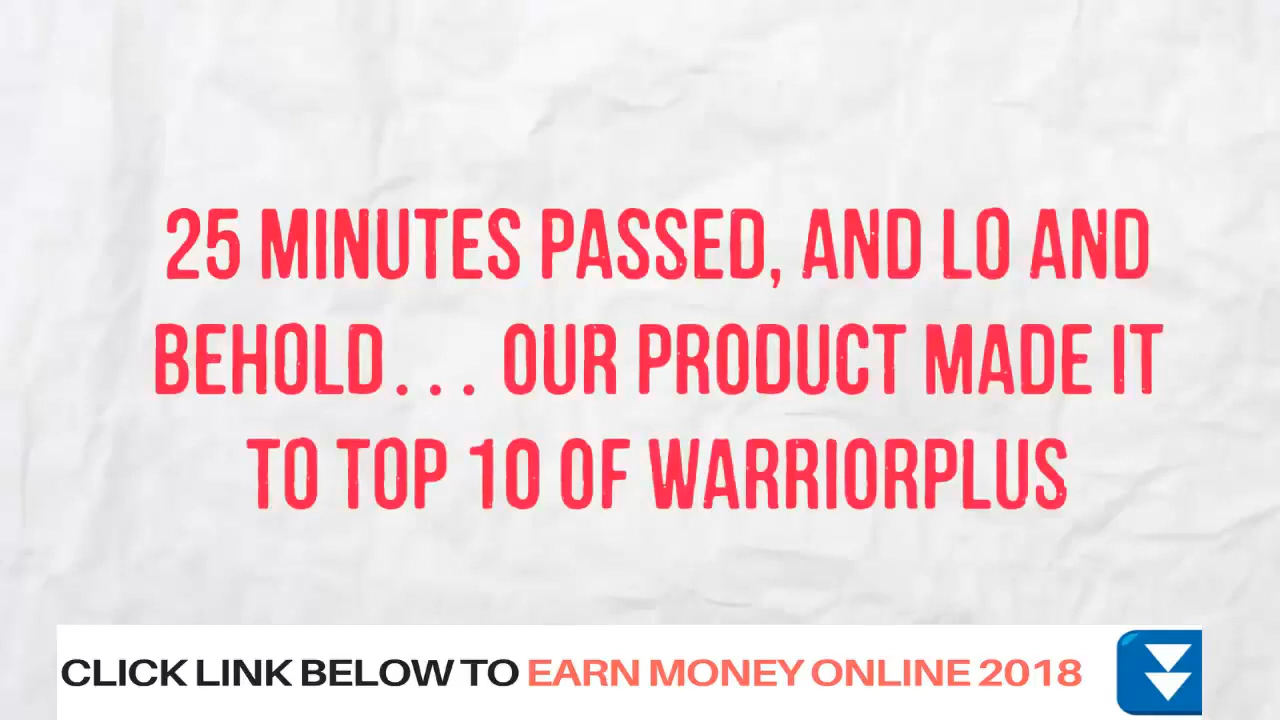 25 MINUTES PASSED, AND LO AND
BEHOLD... OUR PRODUCT MADE IT
TO TOP 10 OF WARRIORPLUS
CLICK LINK BELOW TO EARN MONEY ONLINE 2018